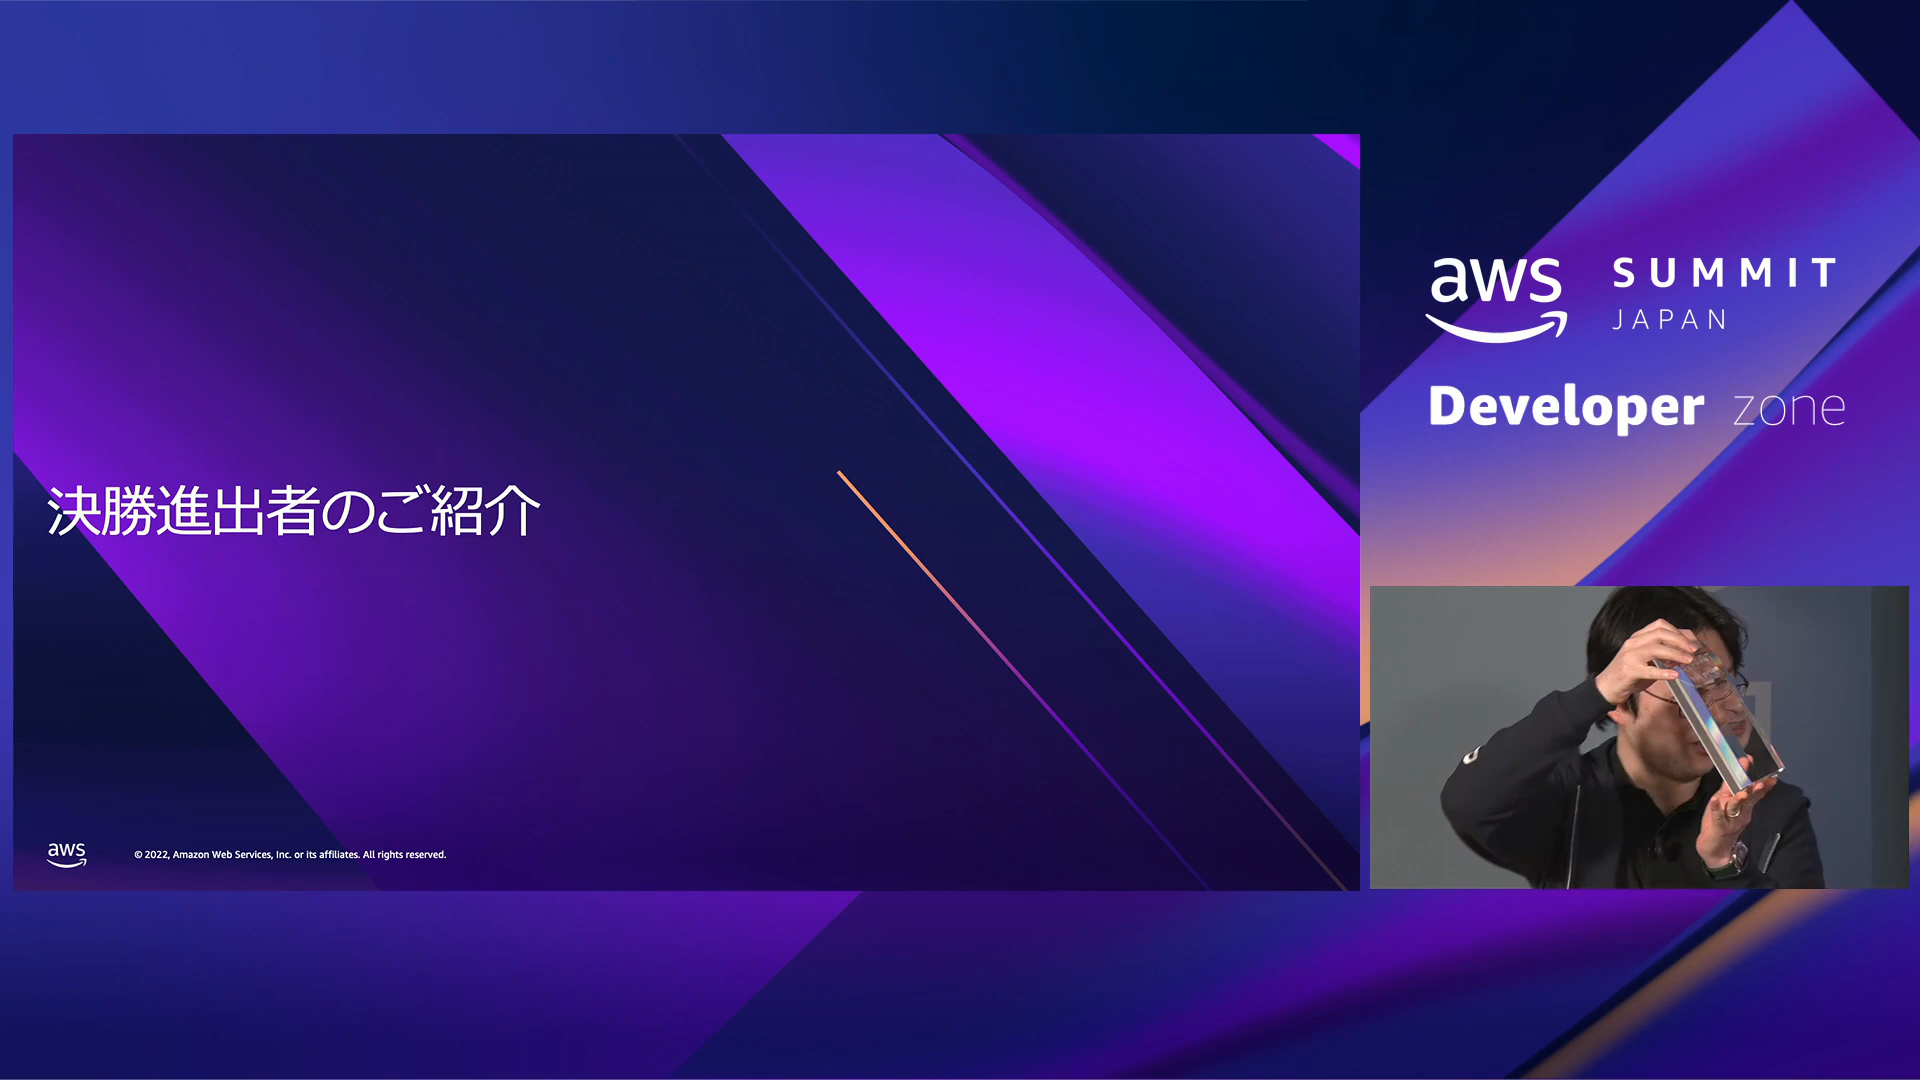 決勝進出者のご紹介
aws
© 2022, Amazon Web Services, Inc. or its affiliates. All rights reserved.
aws SUMMIT
JAPAN
Developer zone